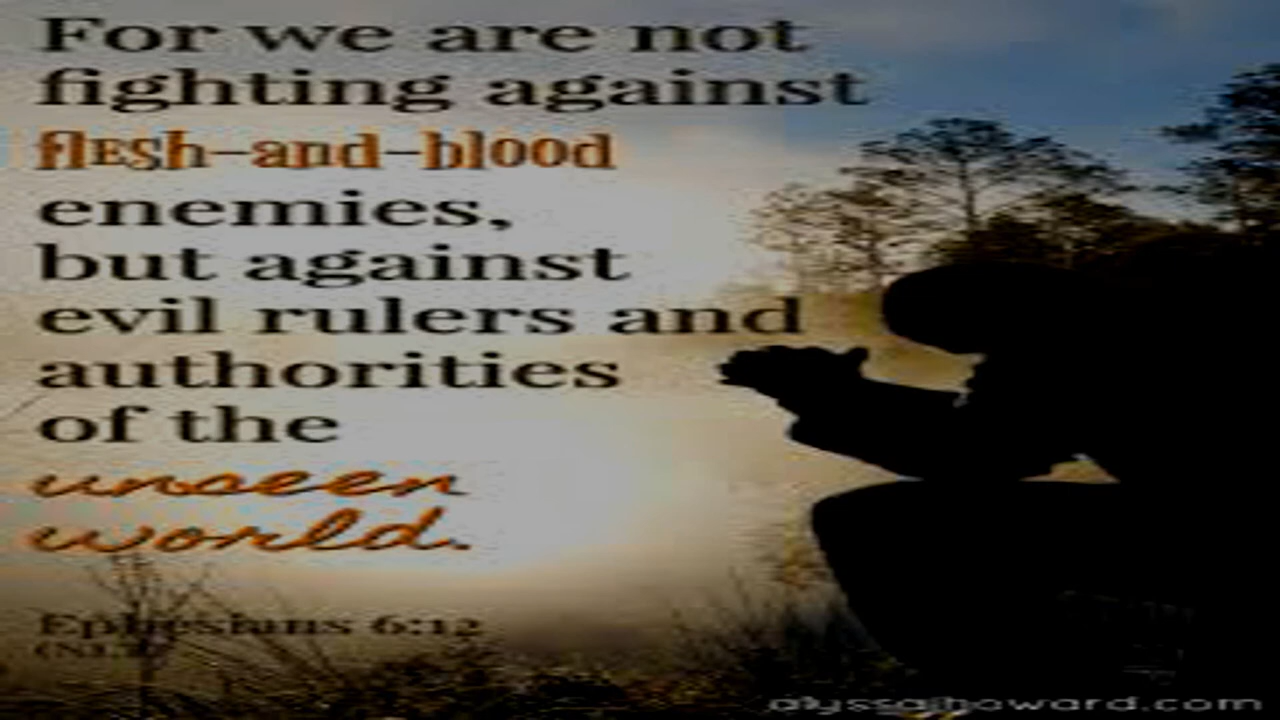 For we are not
fighting against
flesh-and-blood
enemies,
but against
evil rulers and
authorities
of the
unseen
world.
Ephesians 6:12
(NLT)
alyssajhoward.com